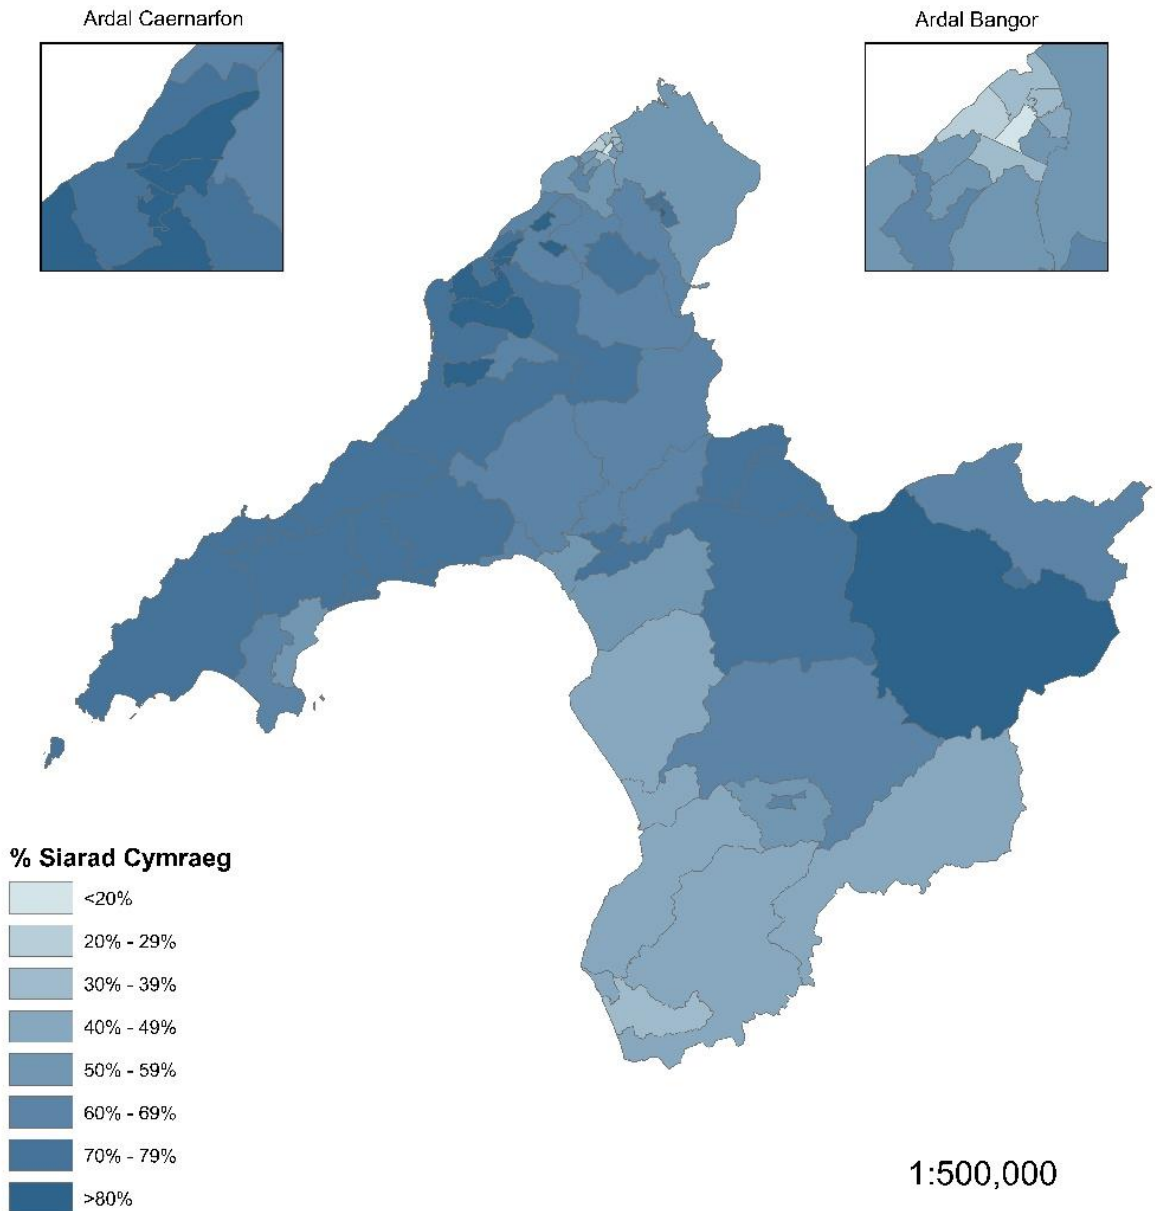 Ardal Caernarfon
Ardal Bangor
% Siarad Cymraeg
<20%
20% - 29%
30% - 39%
40% - 49%
50% - 59%
60% - 69%
70% - 79%
>80%
1:500,000